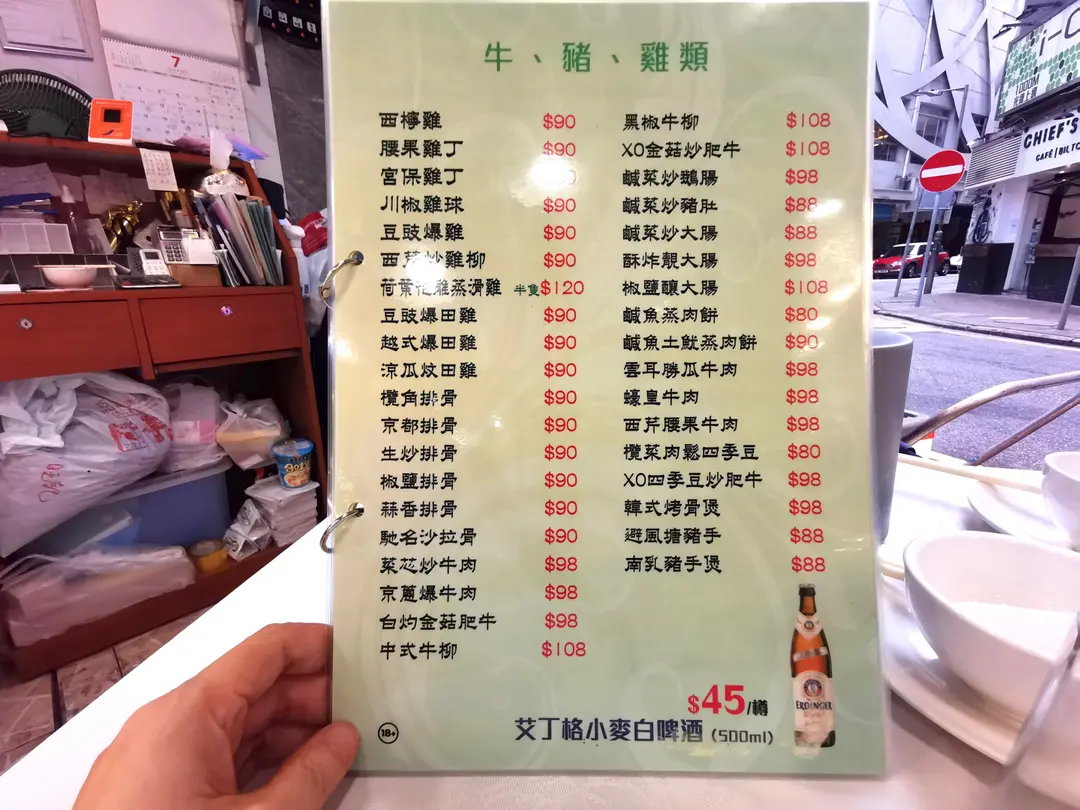 牛、豬、雞類
西檸雞 $90
腰果雞丁 $90
宮保雞丁
川椒雞球 $90
豆豉爆雞 $90
西芹炒雞柳 $90
荷葉 蒸滑雞 半隻 $120
豆豉爆田雞 $90
越式爆田雞 $90
涼瓜炆田雞 $90
欖角排骨 $90
京都排骨 $90
生炒排骨 $90
椒鹽排骨 $90
蒜香排骨 $90
馳名沙拉骨 $90
菜芯炒牛肉 $98
京蔥爆牛肉 $98
白灼金菇肥牛 $98
中式牛柳 $108
黑椒牛柳 $108
XO金菇炒肥牛 $108
鹹菜炒鵝腸 $98
鹹菜炒豬肚 $88
鹹菜炒大腸 $88
酥炸靚大腸 $98
椒鹽釀大腸 $108
鹹魚蒸肉餅 $80
鹹魚土魷蒸肉餅 $90
雲耳勝瓜牛肉 $98
蠔皇牛肉 $98
西芹腰果牛肉 $98
欖菜肉鬆四季豆 $80
XO四季豆炒肥牛 $98
韓式烤骨煲 $98
避風塘豬手 $88
南乳豬手煲 $88
$45/樽
艾丁格小麥白啤酒 (500ml)
18+
ERDINGER
7
i-C
CHIEF'S
CAFÉ | BILTO